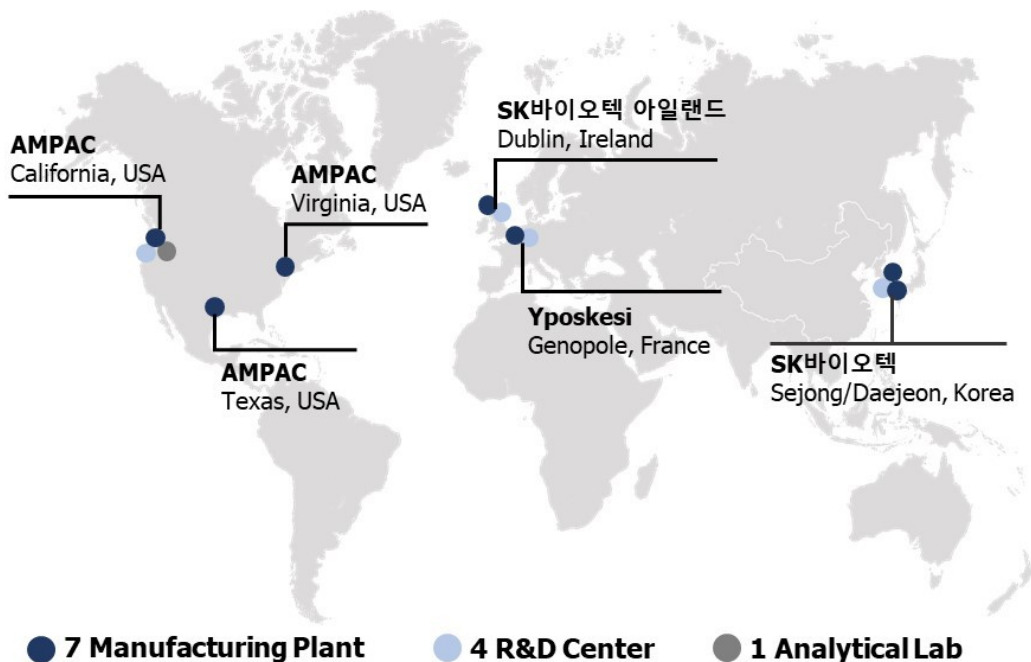 SK바이오텍 아일랜드
Dublin, Ireland
AMPAC
California, USA
AMPAC
Virginia, USA
Yposkesi
Genopole, France
SK바이오텍
Sejong/Daejeon, Korea
AMPAC
Texas, USA
7 Manufacturing Plant
4 R&D Center
1 Analytical Lab